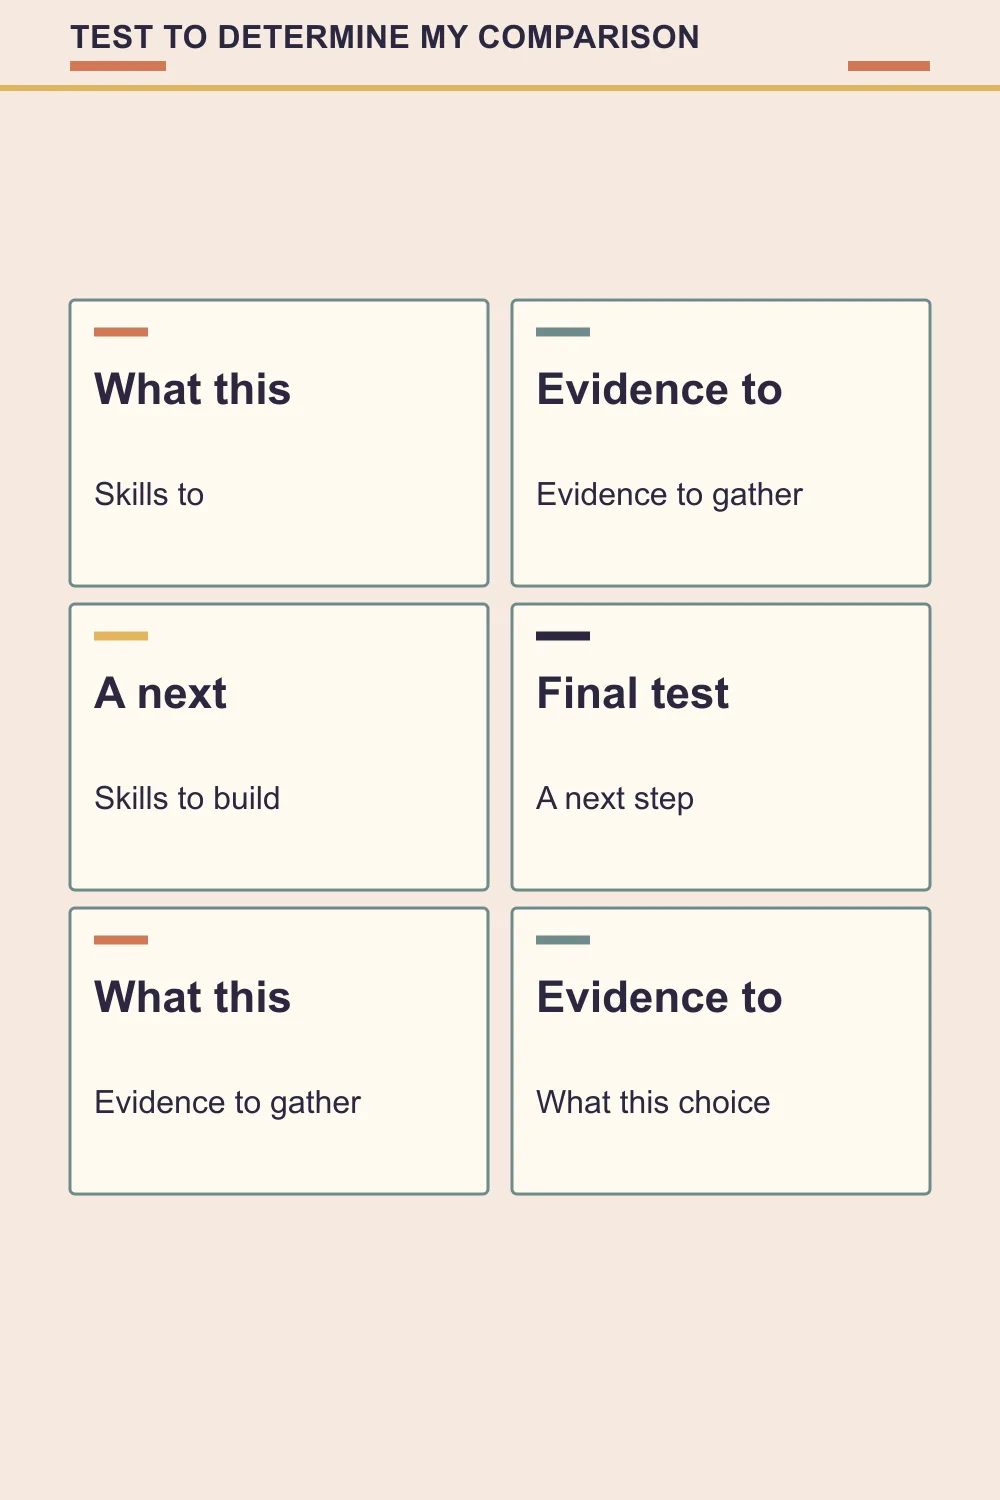 TEST TO DETERMINE MY COMPARISON
What this
Skills to
Evidence to
Evidence to gather
A next
Skills to build
Final test
A next step
What this
Evidence to gather
Evidence to
What this choice